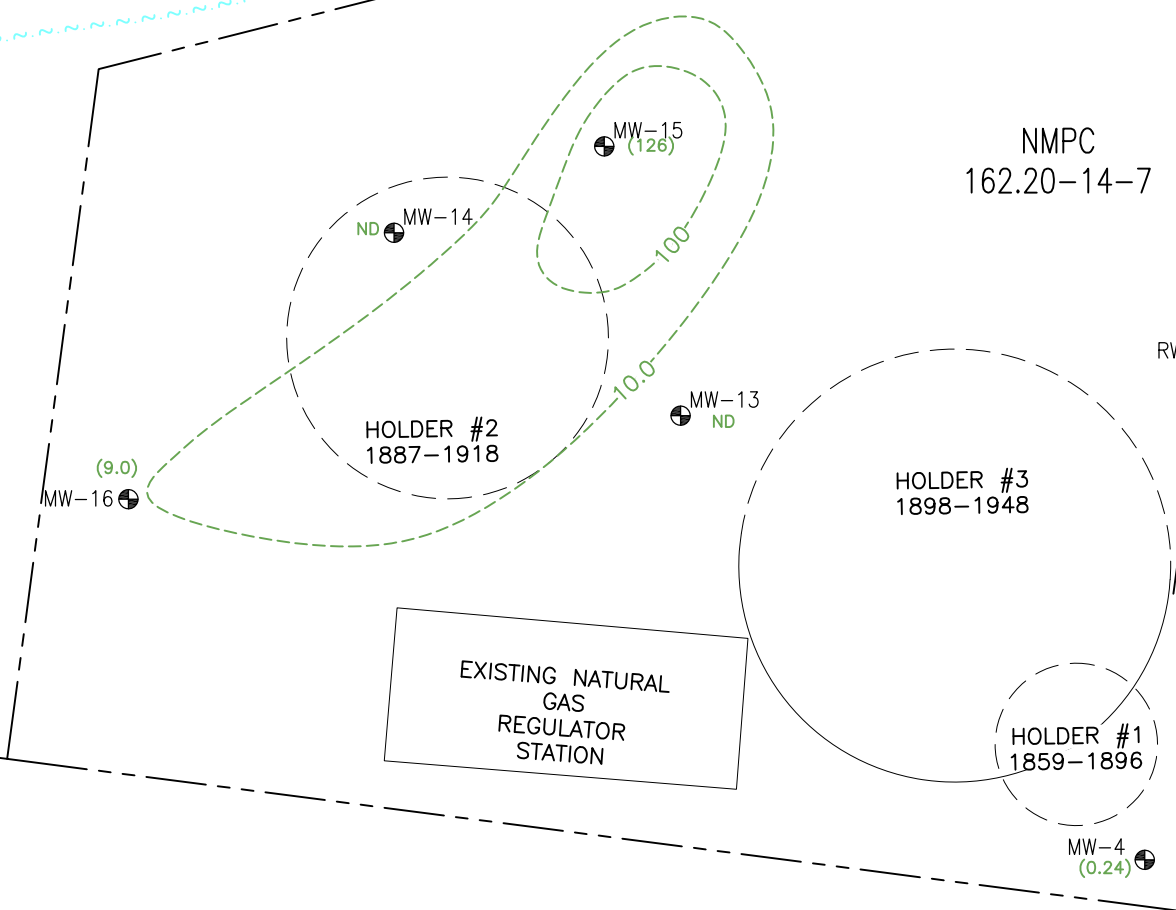 MW-15
(126)
NMPC
162.20-14-7
MW-14
ND
100
RW
10.0
MW-13
ND
HOLDER #2
1887-1918
(9.0)
MW-16
HOLDER #3
1898-1948
EXISTING NATURAL
GAS
REGULATOR
STATION
HOLDER #1
1859-1896
MW-4
(0.24)